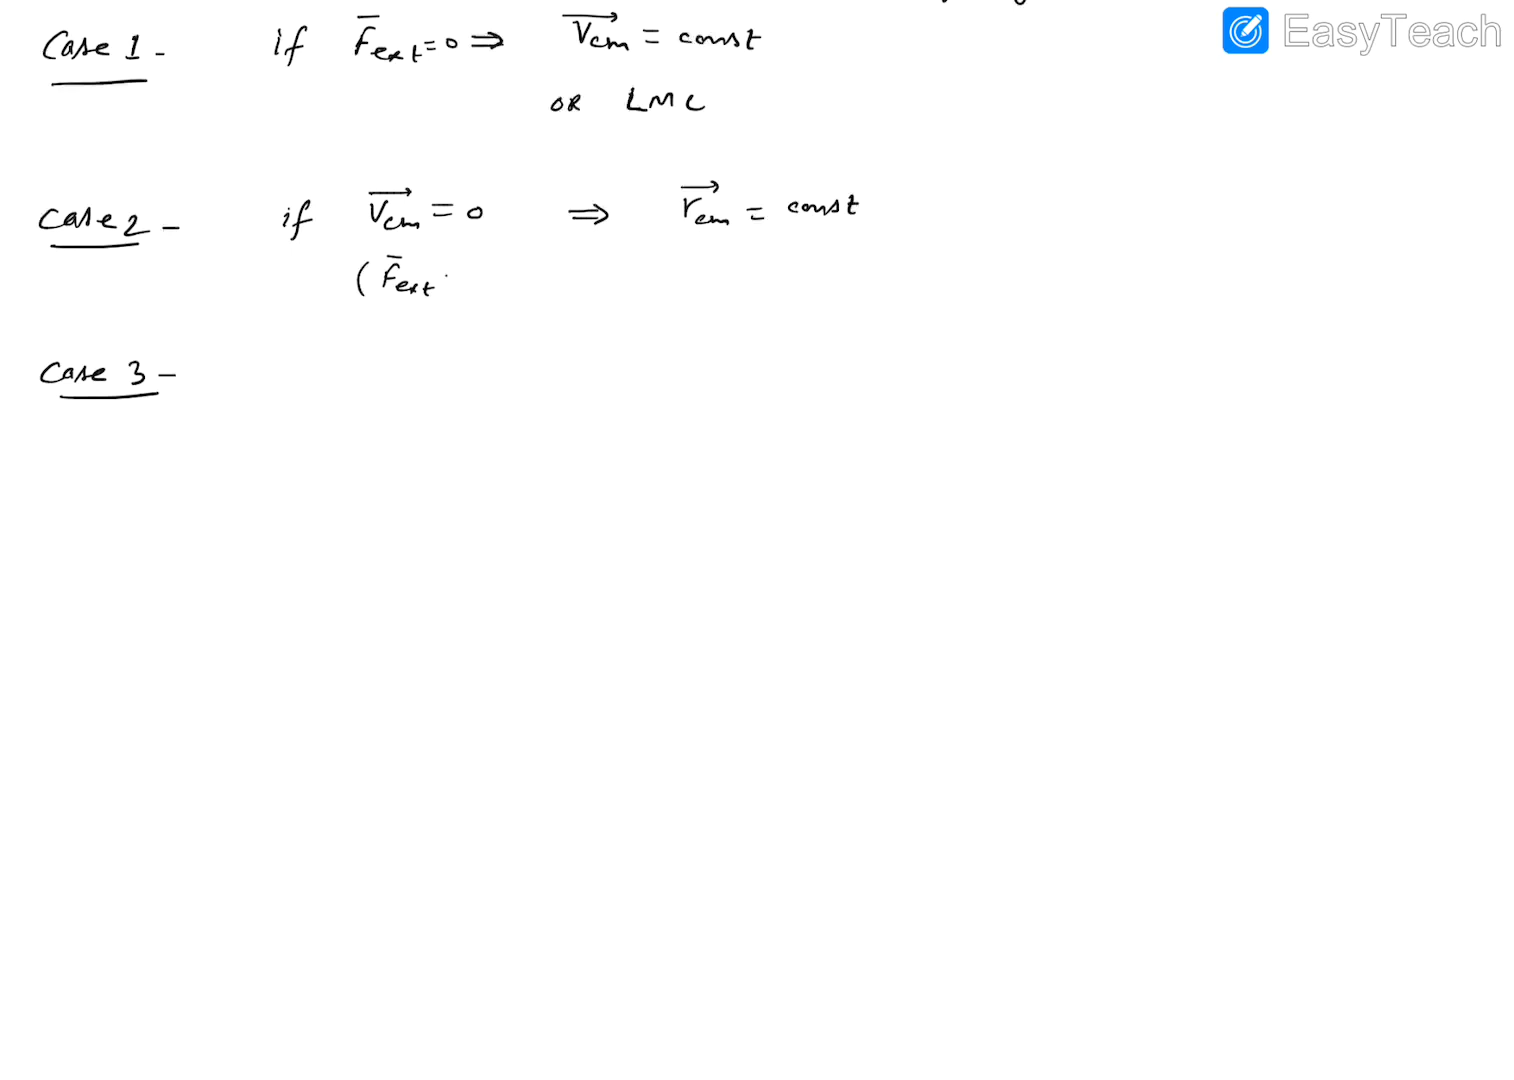 Case 1 - if F̅ext = 0 ⇒ V⃗cm = const
OR LMC
EasyTeach
Case 2 - if V⃗cm = 0 ⇒ r⃗cm = const
( F̅ext
Case 3 -